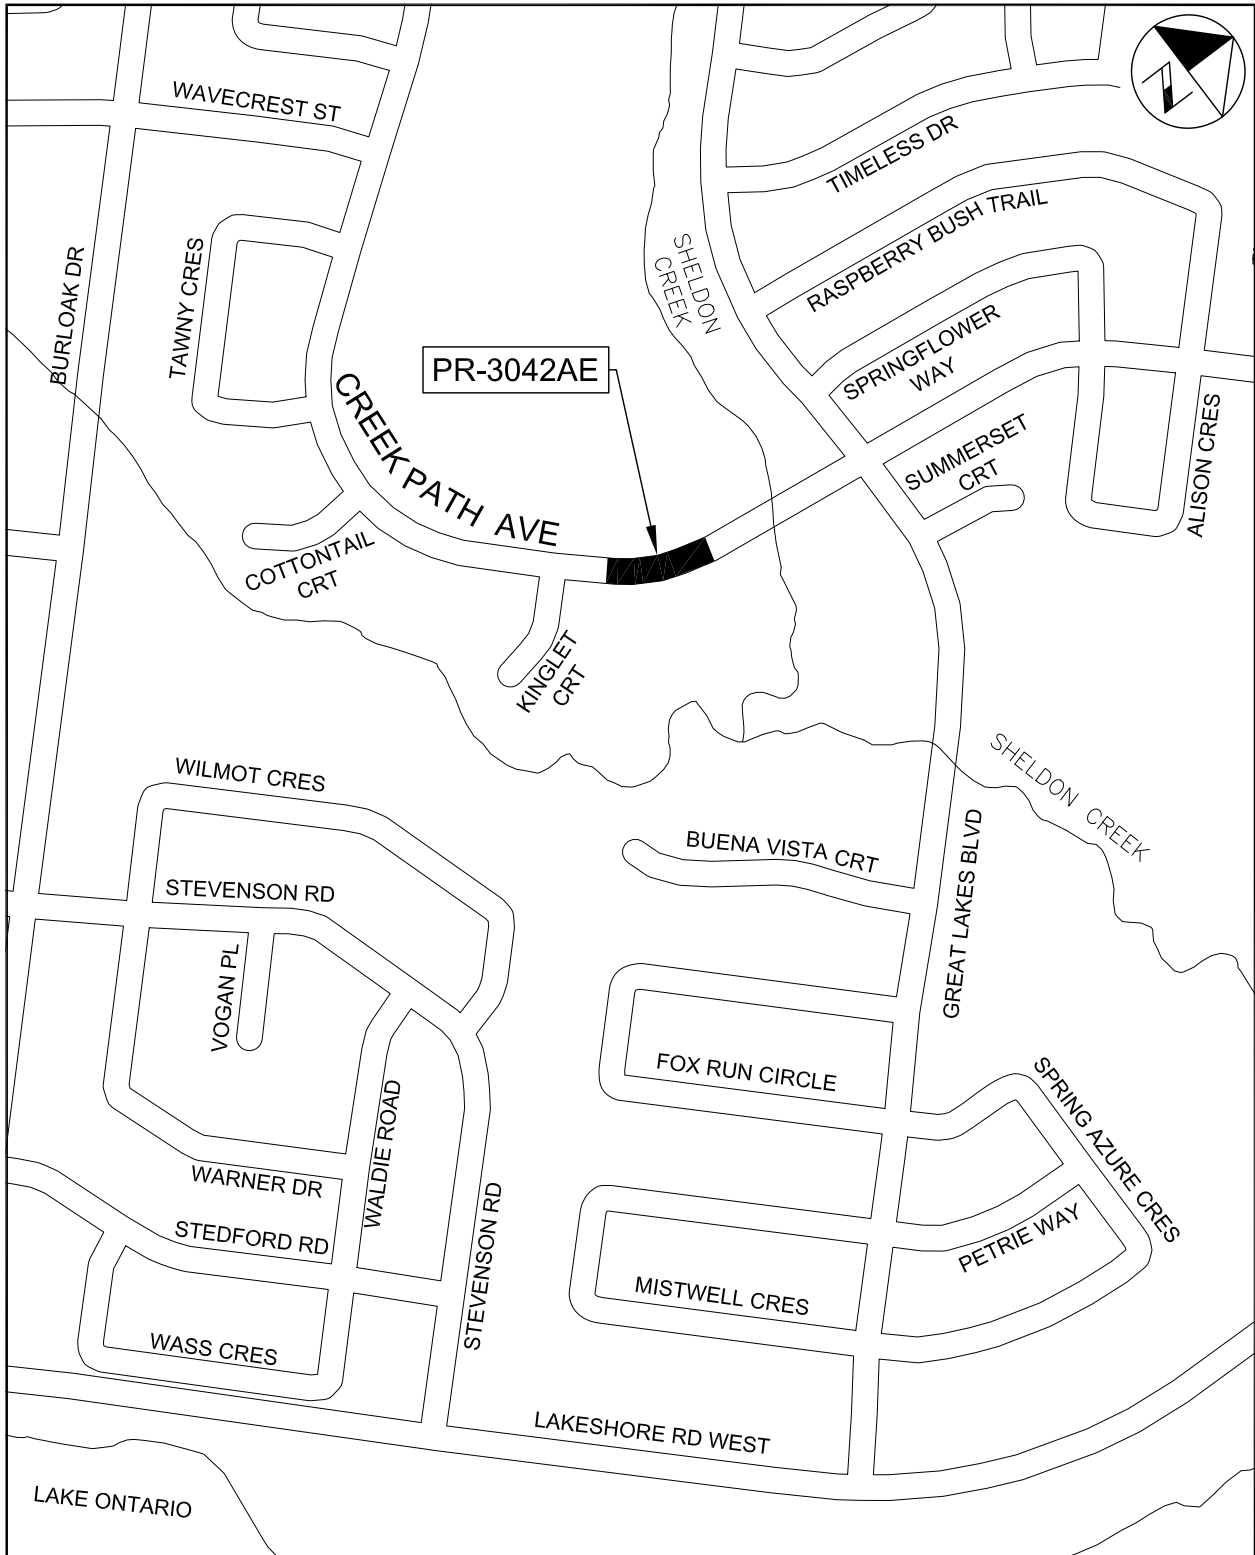 WAVECREST ST
TIMELESS DR
RASPBERRY BUSH TRAIL
SHELDON
CREEK
BURLOAK DR
TAWNY CRES
PR-3042AE
SPRINGFLOWER
WAY
CREEK PATH AVE
SUMMERSET
CRT
ALISON CRES
COTTONTAIL
CRT
KINGLET
CRT
SHELDON CREEK
WILMOT CRES
BUENA VISTA CRT
STEVENSON RD
GREAT LAKES BLVD
VOGAN PL
FOX RUN CIRCLE
SPRING AZURE CRES
WALDIE ROAD
WARNER DR
STEDFORD RD
STEVENSON RD
PETRIE WAY
MISTWELL CRES
WASS CRES
LAKESHORE RD WEST
LAKE ONTARIO